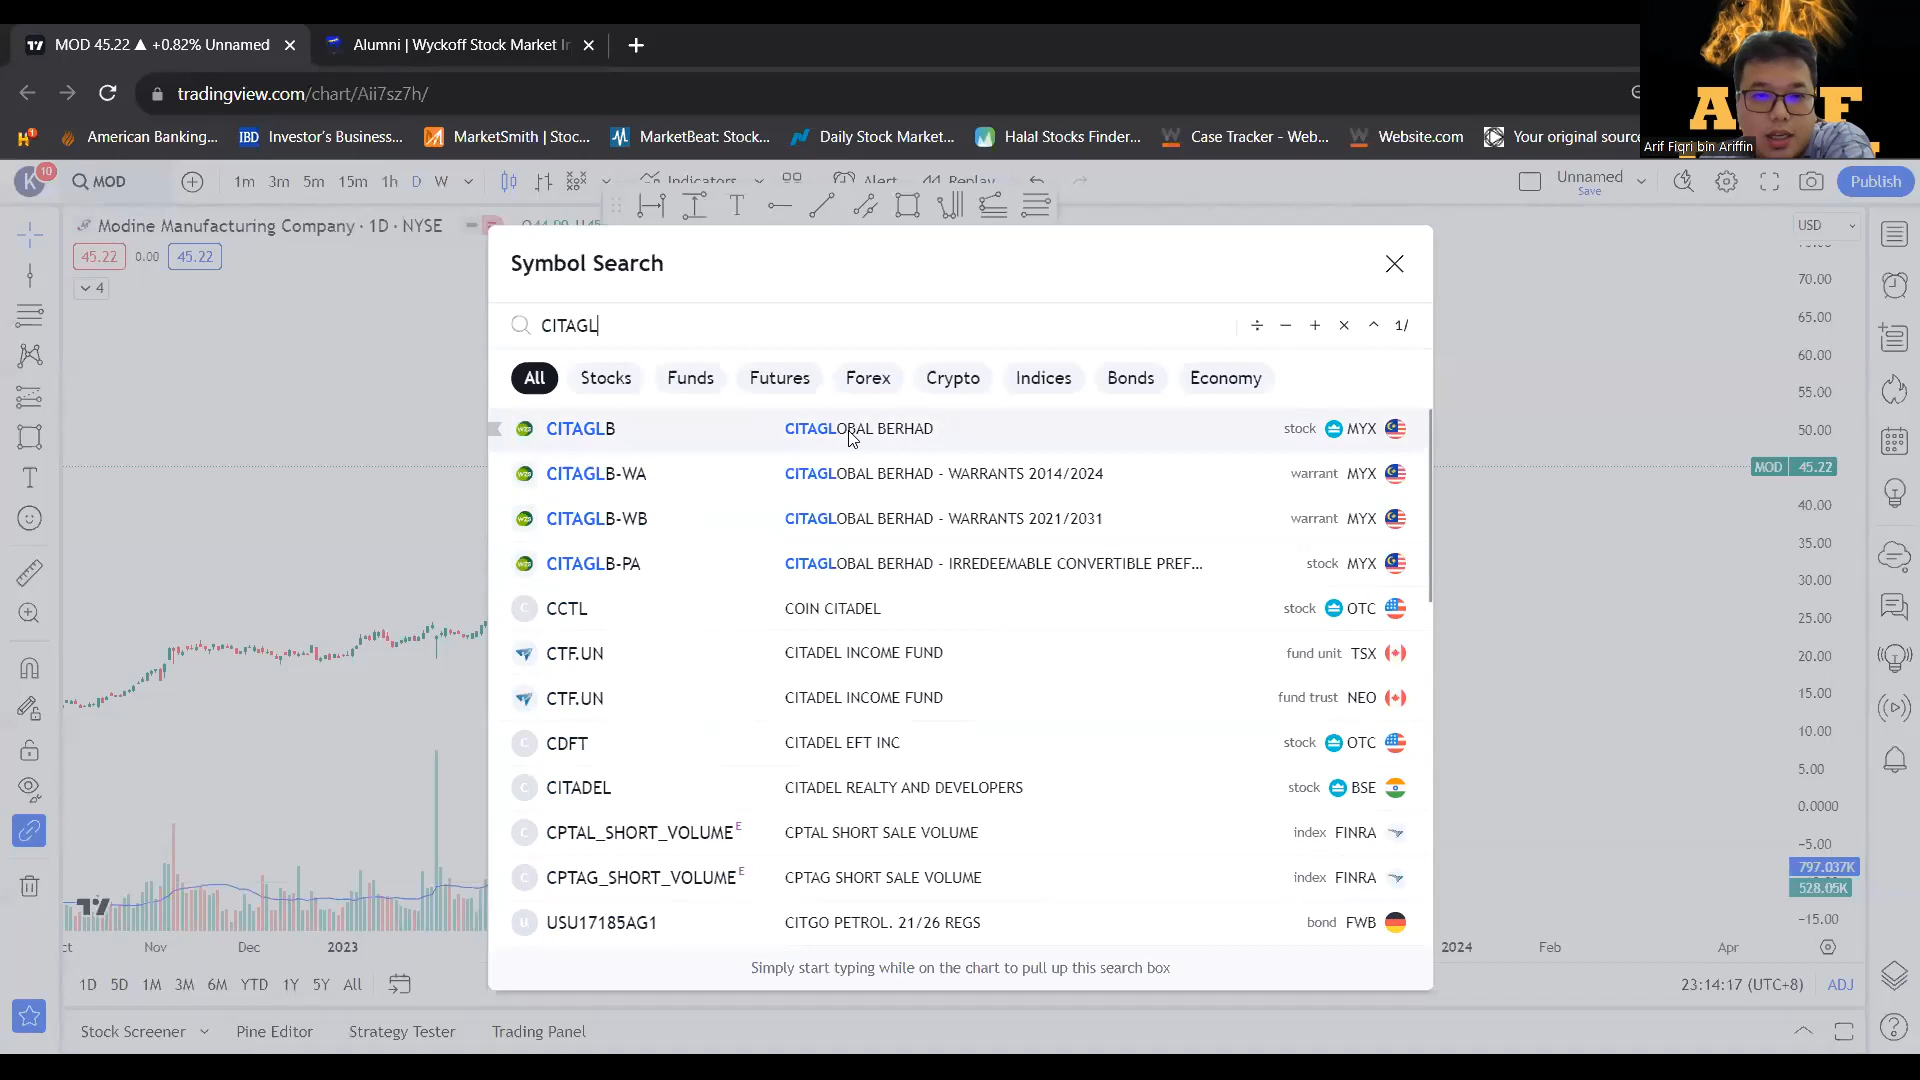 MOD 45.22 ▲ +0.82% Unnamed
Alumni | Wyckoff Stock Market In
tradingview.com/chart/Aii7sz7h/
American Banking...
IBD Investor's Business...
MarketSmith | Stoc...
MarketBeat: Stock...
Daily Stock Market...
Halal Stocks Finder...
Case Tracker - Web...
Website.com
Your original source
Arif Fiqri bin Ariffin
K 10
MOD
1m 3m 5m 15m 1h D W
Indicators
Alert
Replay
Unnamed
Save
Publish
Modine Manufacturing Company · 1D · NYSE
45.22 0.00 45.22
4
USD
Symbol Search
CITAGL
÷ − + × ^ 1/
All Stocks Funds Futures Forex Crypto Indices Bonds Economy
CITAGLB CITAGLOBAL BERHAD stock MYX
CITAGLB-WA CITAGLOBAL BERHAD - WARRANTS 2014/2024 warrant MYX
CITAGLB-WB CITAGLOBAL BERHAD - WARRANTS 2021/2031 warrant MYX
CITAGLB-PA CITAGLOBAL BERHAD - IRREDEEMABLE CONVERTIBLE PREF... stock MYX
CCTL COIN CITADEL stock OTC
CTF.UN CITADEL INCOME FUND fund unit TSX
CTF.UN CITADEL INCOME FUND fund trust NEO
CDFT CITADEL EFT INC stock OTC
CITADEL CITADEL REALTY AND DEVELOPERS stock BSE
CPTAL_SHORT_VOLUME E CPTAL SHORT SALE VOLUME index FINRA
CPTAG_SHORT_VOLUME E CPTAG SHORT SALE VOLUME index FINRA
USU17185AG1 CITGO PETROL. 21/26 REGS bond FWB
Simply start typing while on the chart to pull up this search box
70.00
65.00
60.00
55.00
50.00
MOD 45.22
40.00
35.00
30.00
25.00
20.00
15.00
10.00
5.00
0.0000
−5.00
797.037K
528.05K
−15.00
Nov Dec 2023 2024 Feb Apr
1D 5D 1M 3M 6M YTD 1Y 5Y All
23:14:17 (UTC+8) ADJ
Stock Screener Pine Editor Strategy Tester Trading Panel